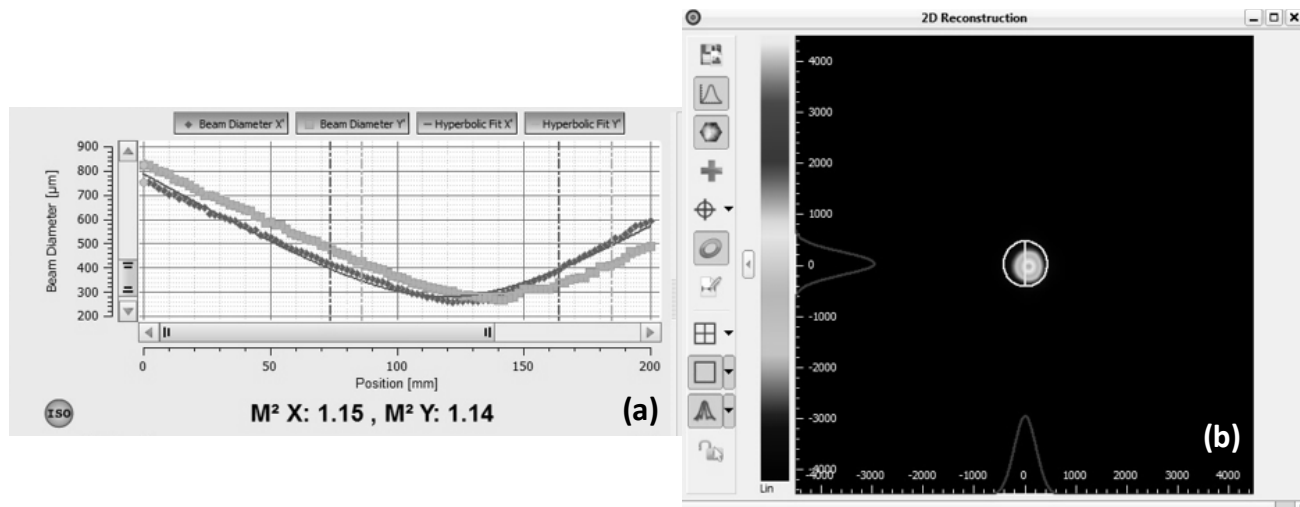 2D Reconstruction
Beam Diameter X' Beam Diameter Y' Hyperbolic Fit X' Hyperbolic Fit Y'
Beam Diameter [µm]
900
800
700
600
500
400
300
200
0 50 100 150 200
Position [mm]
ISO
M² X: 1.15 , M² Y: 1.14
(a)
4000
3000
2000
1000
0
-1000
-2000
-3000
-4000
-4000 -3000 -2000 -1000 0 1000 2000 3000 4000
Lin
(b)